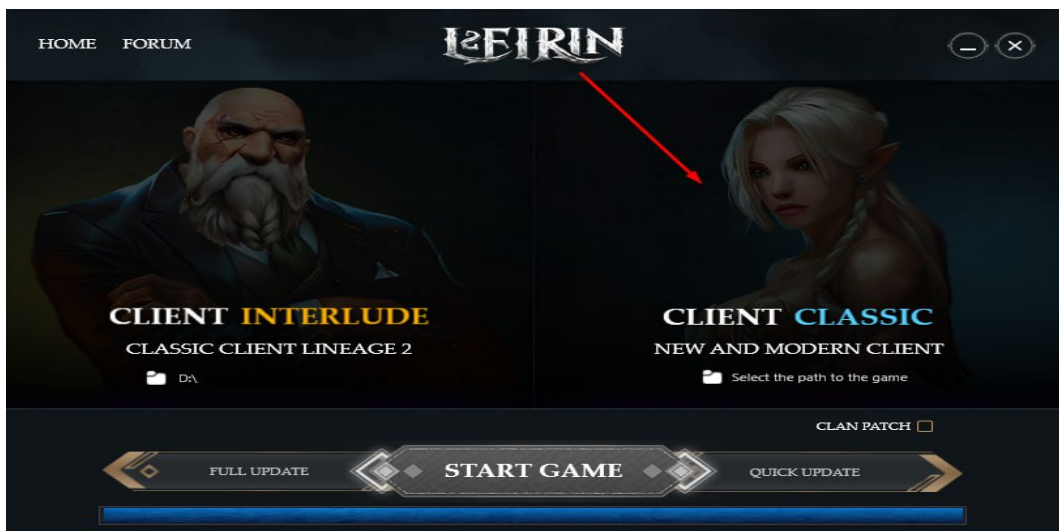 HOME FORUM
L2EIRIN
CLIENT INTERLUDE
CLASSIC CLIENT LINEAGE 2
D:\
CLIENT CLASSIC
NEW AND MODERN CLIENT
Select the path to the game
CLAN PATCH
FULL UPDATE
START GAME
QUICK UPDATE